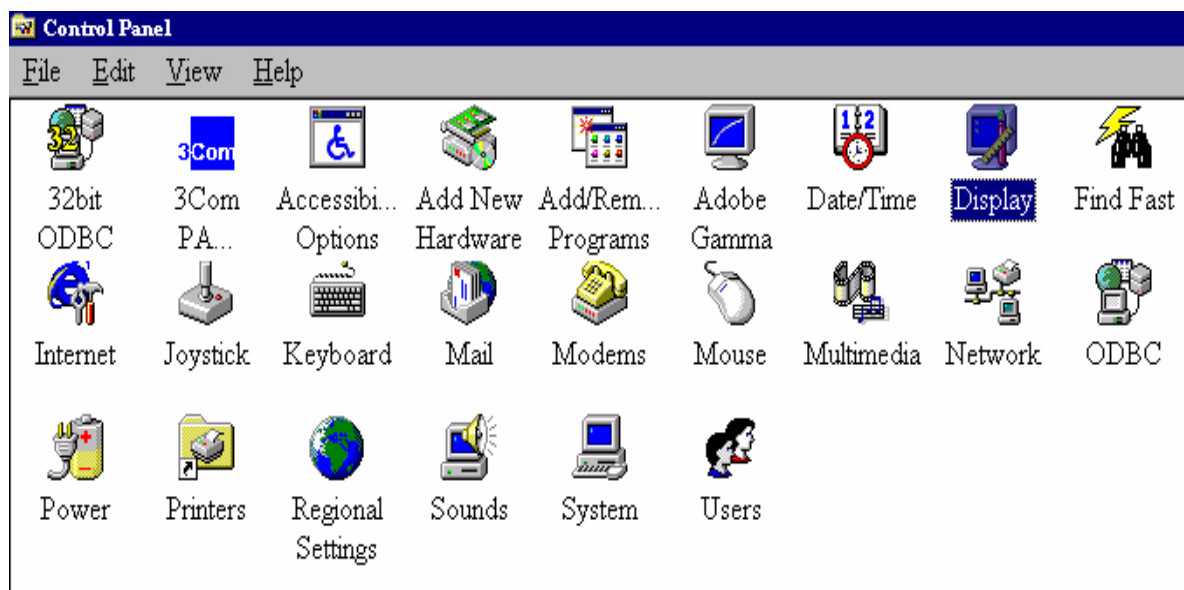 Control Panel
File Edit View Help
32
3Com
1 2
32bit ODBC
3Com PA...
Accessibi... Options
Add New Hardware
Add/Rem... Programs
Adobe Gamma
Date/Time
Display
Find Fast
Internet
Joystick
Keyboard
Mail
Modems
Mouse
Multimedia
Network
ODBC
Power
Printers
Regional Settings
Sounds
System
Users